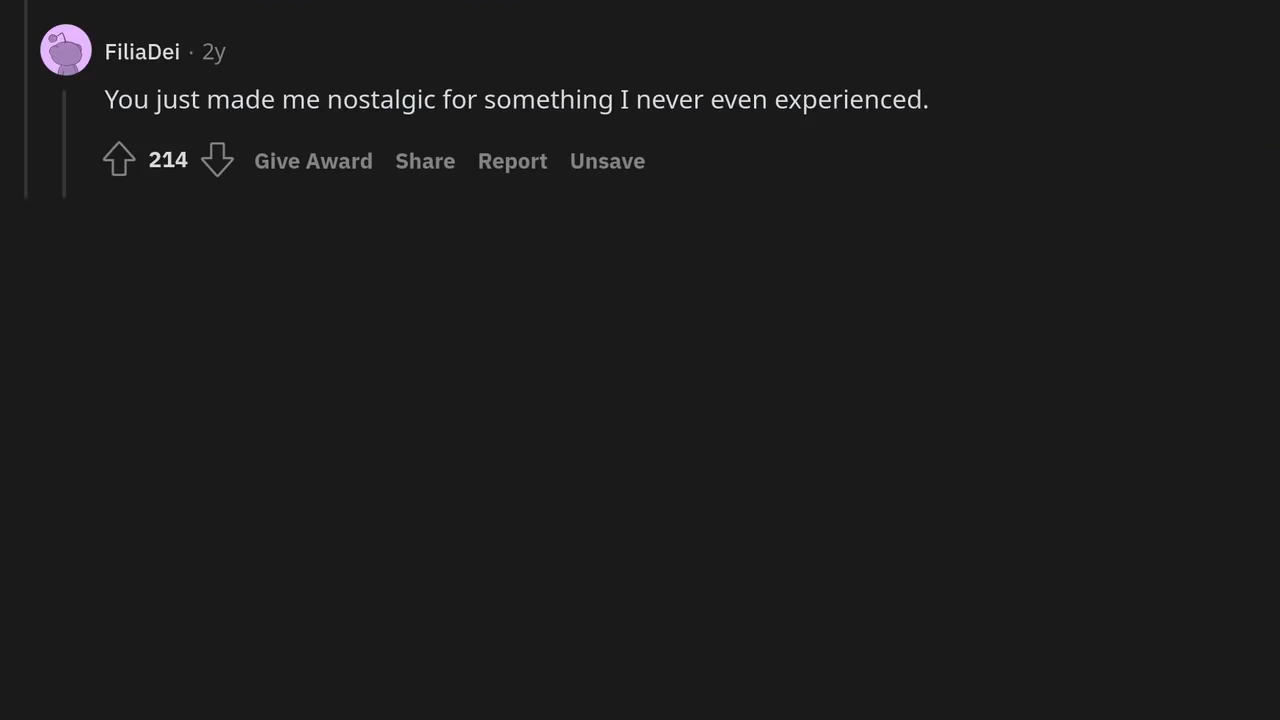 FiliaDei · 2y
You just made me nostalgic for something I never even experienced.
214 Give Award Share Report Unsave